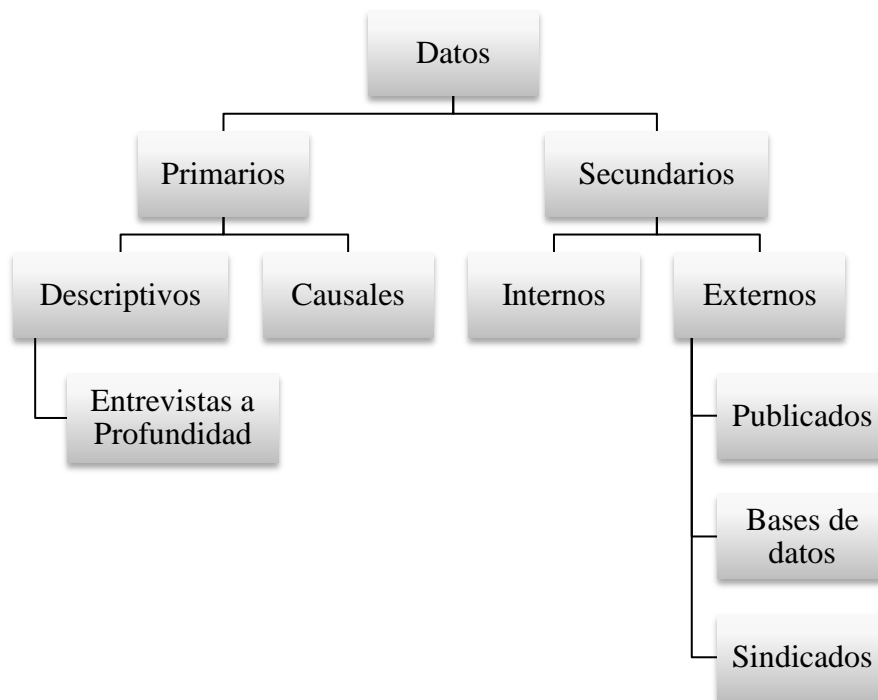 Datos
Primarios
Secundarios
Descriptivos
Causales
Internos
Externos
Entrevistas a
Profundidad
Publicados
Bases de
datos
Sindicados